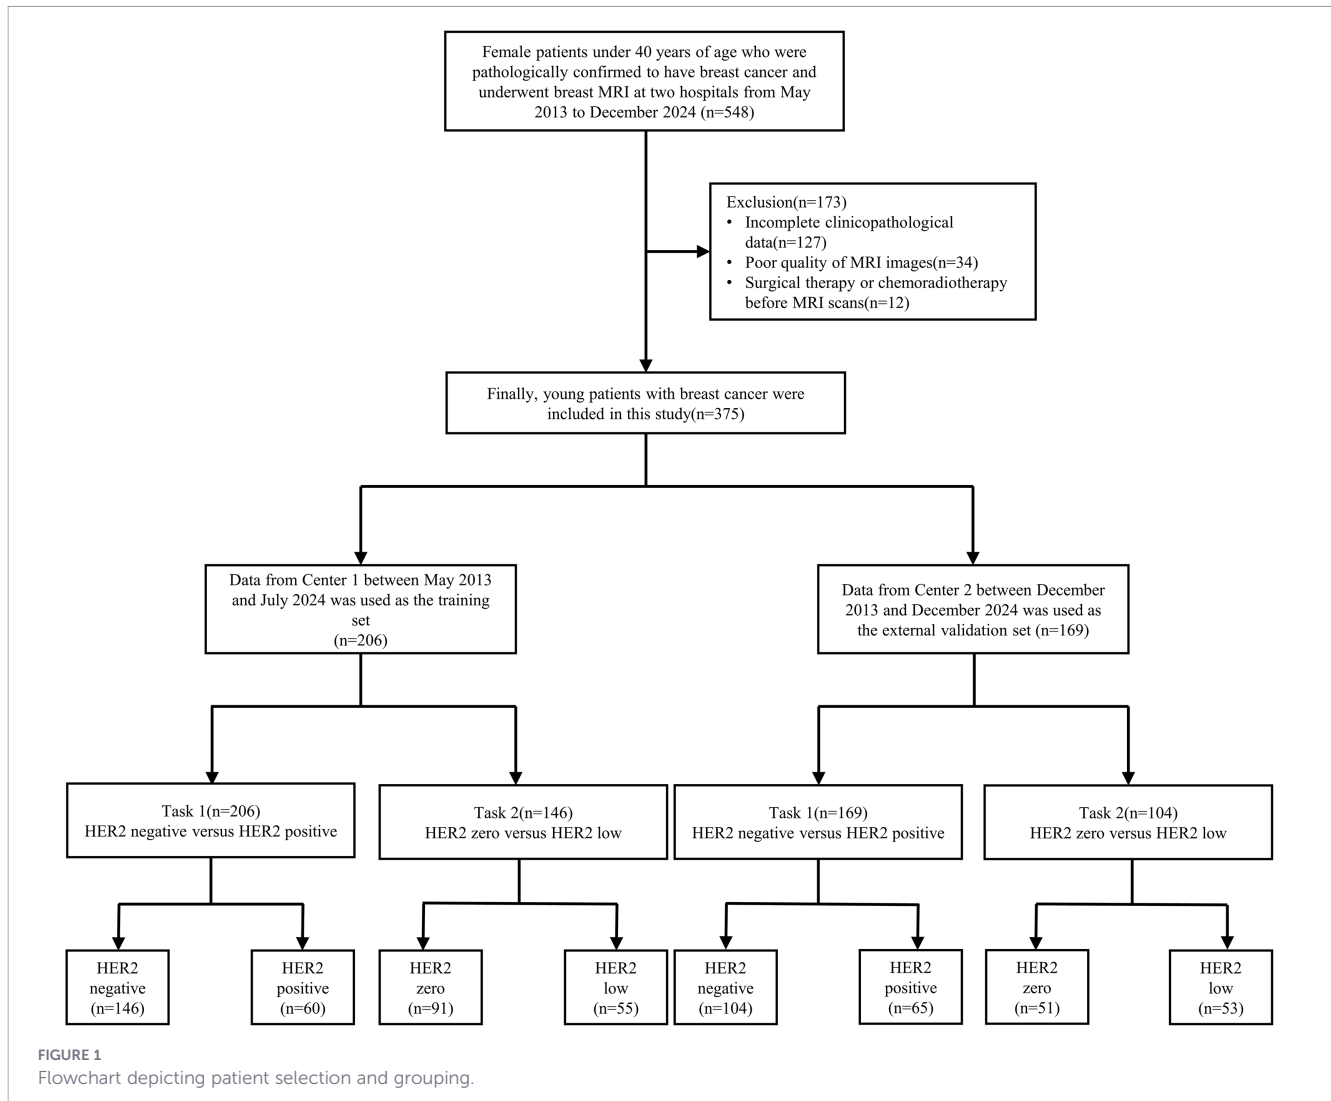 Female patients under 40 years of age who were
pathologically confirmed to have breast cancer and
underwent breast MRI at two hospitals from May
2013 to December 2024 (n=548)
Exclusion(n=173)
• Incomplete clinicopathological
data(n=127)
• Poor quality of MRI images(n=34)
• Surgical therapy or chemoradiotherapy
before MRI scans(n=12)
Finally, young patients with breast cancer were
included in this study(n=375)
Data from Center 1 between May 2013
and July 2024 was used as the training
set
(n=206)
Data from Center 2 between December
2013 and December 2024 was used as
the external validation set (n=169)
Task 1(n=206)
HER2 negative versus HER2 positive
Task 2(n=146)
HER2 zero versus HER2 low
Task 1(n=169)
HER2 negative versus HER2 positive
Task 2(n=104)
HER2 zero versus HER2 low
HER2
negative
(n=146)
HER2
positive
(n=60)
HER2
zero
(n=91)
HER2
low
(n=55)
HER2
negative
(n=104)
HER2
positive
(n=65)
HER2
zero
(n=51)
HER2
low
(n=53)
FIGURE 1
Flowchart depicting patient selection and grouping.